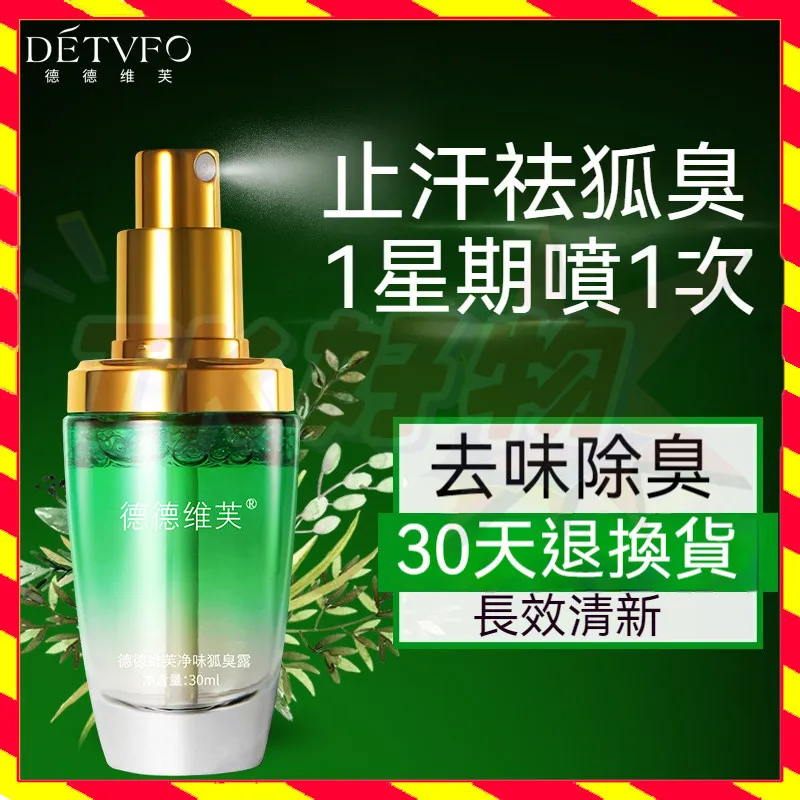 DÉTVFO
德德维芙
止汗祛狐臭
1星期噴1次
去味除臭
30天退換貨
長效清新
德德维芙®
德德维芙净味狐臭露
净含量:30ml